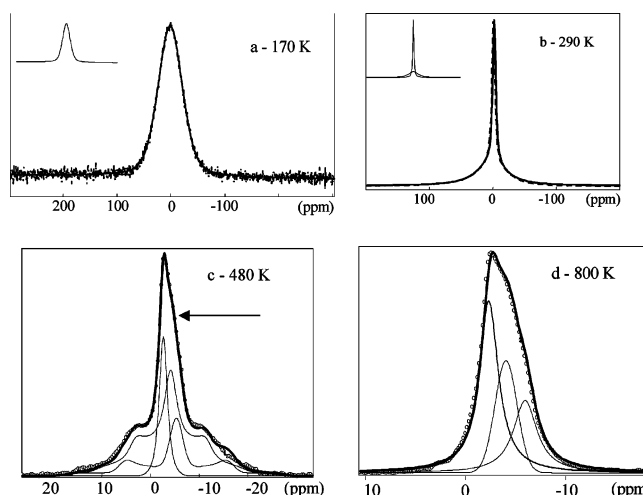 a - 170 K
200 100 0 -100 (ppm)
b - 290 K
100 0 -100 (ppm)
c - 480 K
20 10 0 -10 -20 (ppm)
d - 800 K
10 0 -10 (ppm)